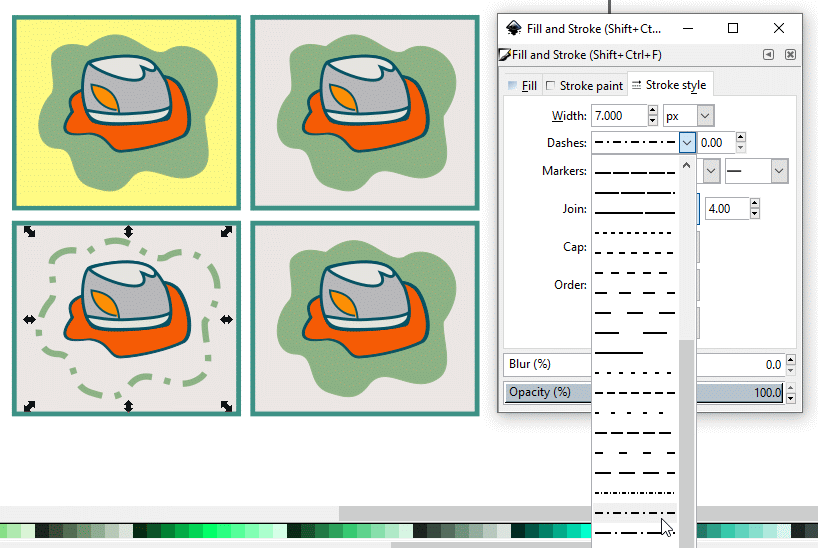 Fill and Stroke (Shift+Ct...
Fill and Stroke (Shift+Ctrl+F)
Fill
Stroke paint
Stroke style
Width: 7.000 px
Dashes: 0.00
Markers:
Join: 4.00
Cap:
Order:
Blur (%) 0.0
Opacity (%) 100.0